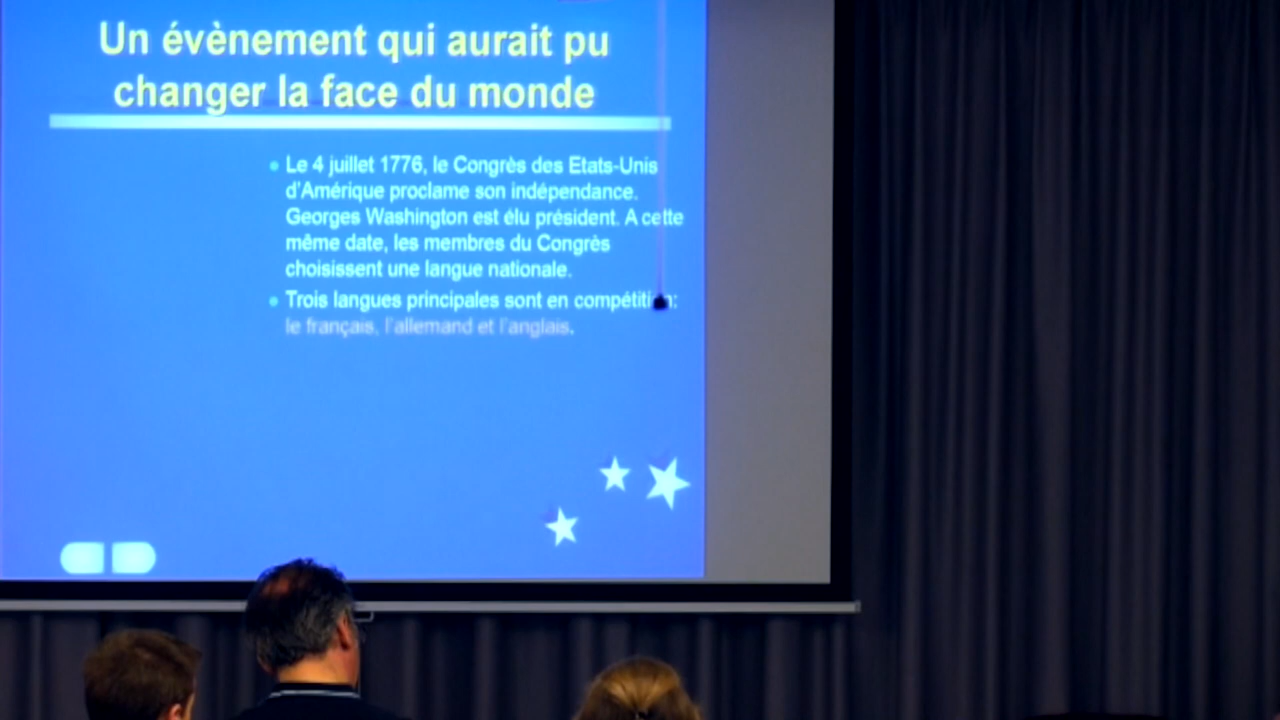 Un évènement qui aurait pu
changer la face du monde
Le 4 juillet 1776, le Congrès des Etats-Unis
d'Amérique proclame son indépendance.
Georges Washington est élu président. A cette
même date, les membres du Congrès
choisissent une langue nationale.
Trois langues principales sont en compétition:
le français, l'allemand et l'anglais.